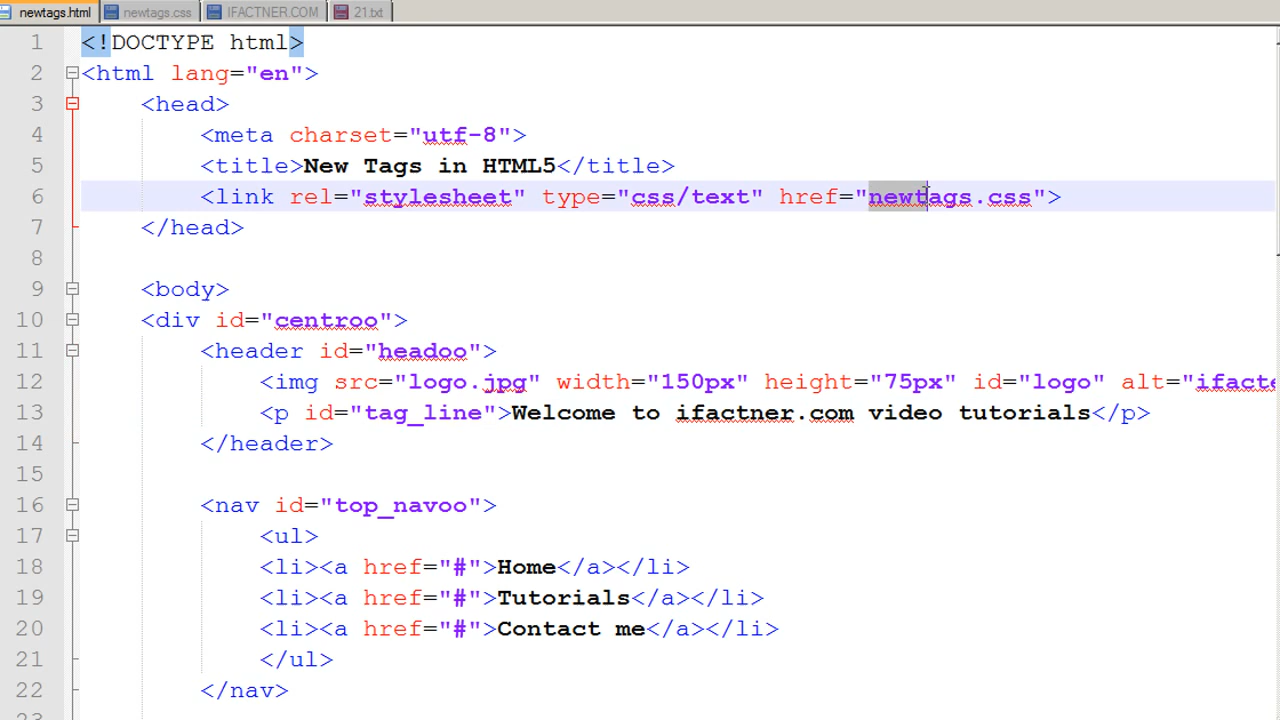 newtags.html newtags.css IFACTNER.COM 21.txt
1 <!DOCTYPE html>
2 <html lang="en">
3 <head>
4 <meta charset="utf-8">
5 <title>New Tags in HTML5</title>
6 <link rel="stylesheet" type="css/text" href="newtags.css">
7 </head>
8
9 <body>
10 <div id="centroo">
11 <header id="headoo">
12 <img src="logo.jpg" width="150px" height="75px" id="logo" alt="ifacte
13 <p id="tag_line">Welcome to ifactner.com video tutorials</p>
14 </header>
15
16 <nav id="top_navoo">
17 <ul>
18 <li><a href="#">Home</a></li>
19 <li><a href="#">Tutorials</a></li>
20 <li><a href="#">Contact me</a></li>
21 </ul>
22 </nav>
23